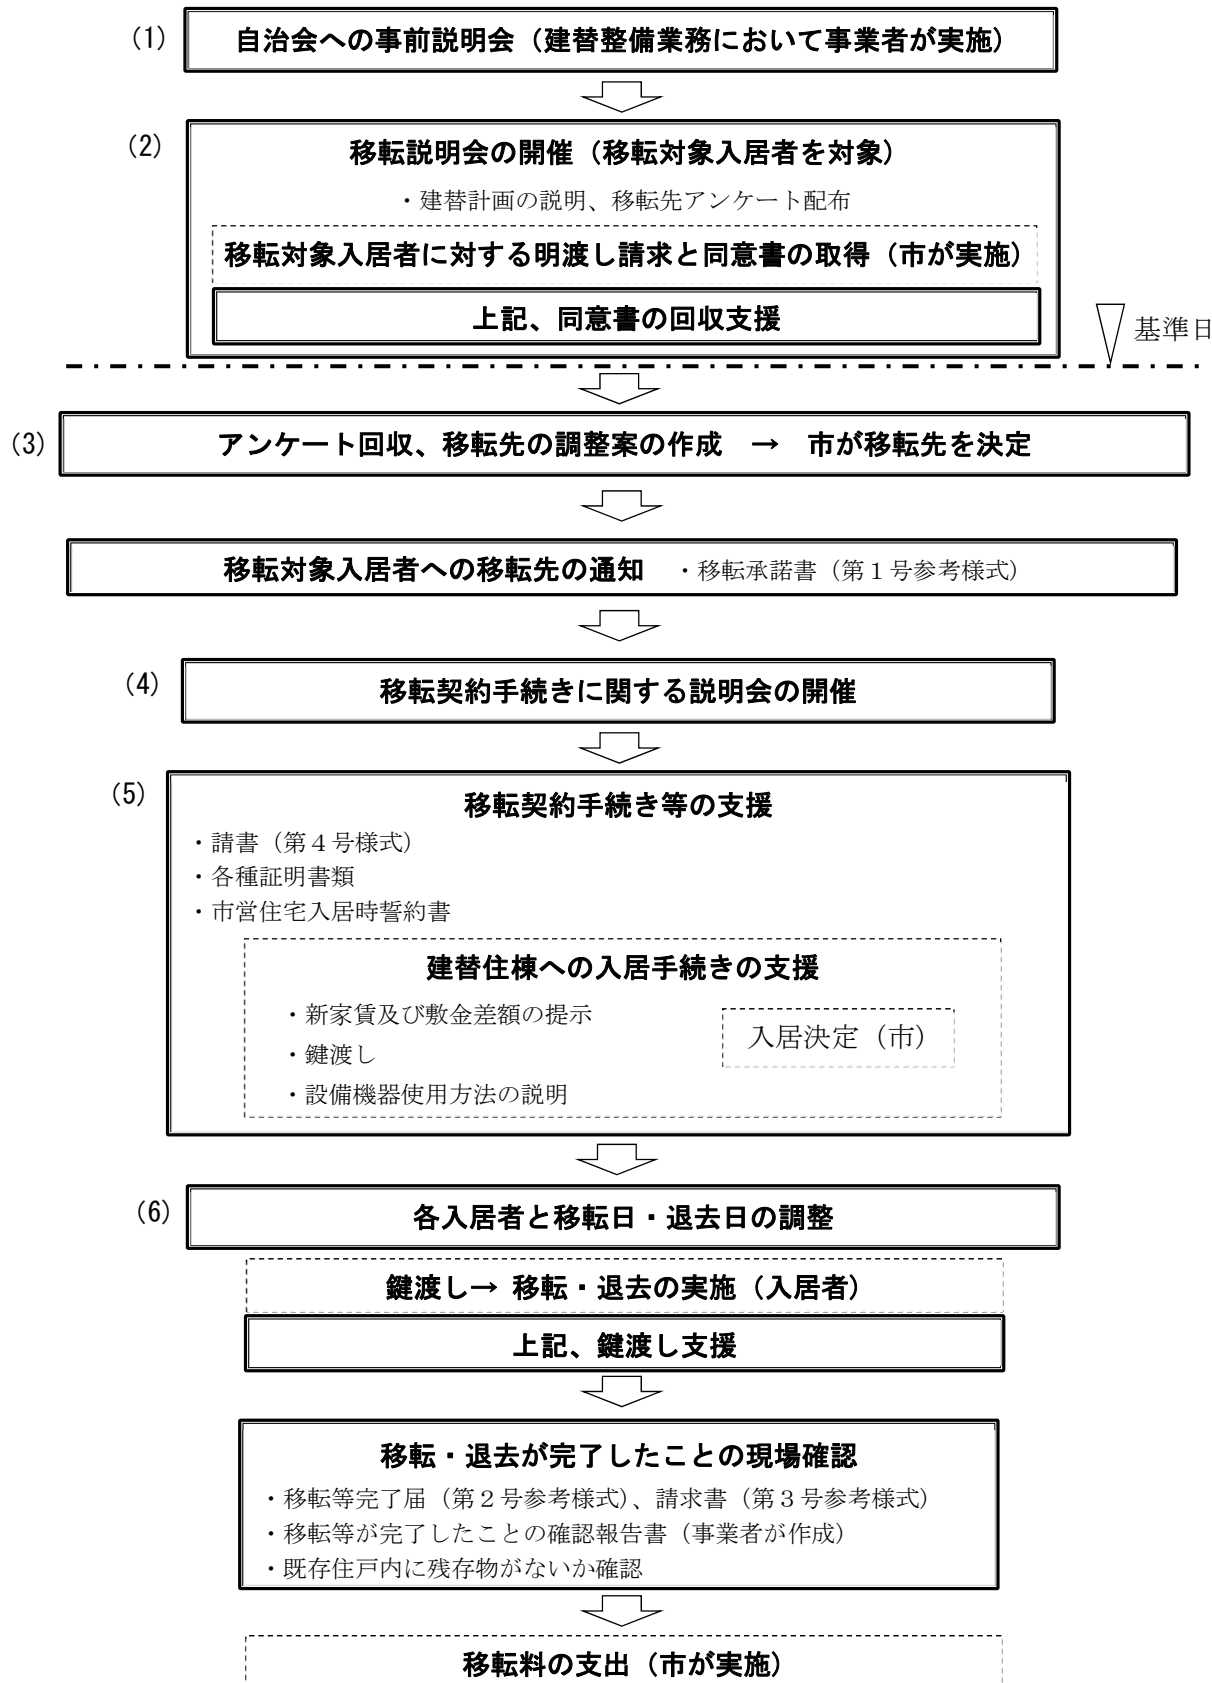 (1) 自治会への事前説明会（建替整備業務において事業者が実施）
(2) 移転説明会の開催（移転対象入居者を対象）
・建替計画の説明、移転先アンケート配布
移転対象入居者に対する明渡し請求と同意書の取得（市が実施）
上記、同意書の回収支援
基準日
(3) アンケート回収、移転先の調整案の作成　→　市が移転先を決定
移転対象入居者への移転先の通知　・移転承諾書（第１号参考様式）
(4) 移転契約手続きに関する説明会の開催
(5) 移転契約手続き等の支援
・請書（第４号様式）
・各種証明書類
・市営住宅入居時誓約書
建替住棟への入居手続きの支援
・新家賃及び敷金差額の提示
入居決定（市）
・鍵渡し
・設備機器使用方法の説明
(6) 各入居者と移転日・退去日の調整
鍵渡し→ 移転・退去の実施（入居者）
上記、鍵渡し支援
移転・退去が完了したことの現場確認
・移転等完了届（第２号参考様式）、請求書（第３号参考様式）
・移転等が完了したことの確認報告書（事業者が作成）
・既存住戸内に残存物がないか確認
移転料の支出（市が実施）